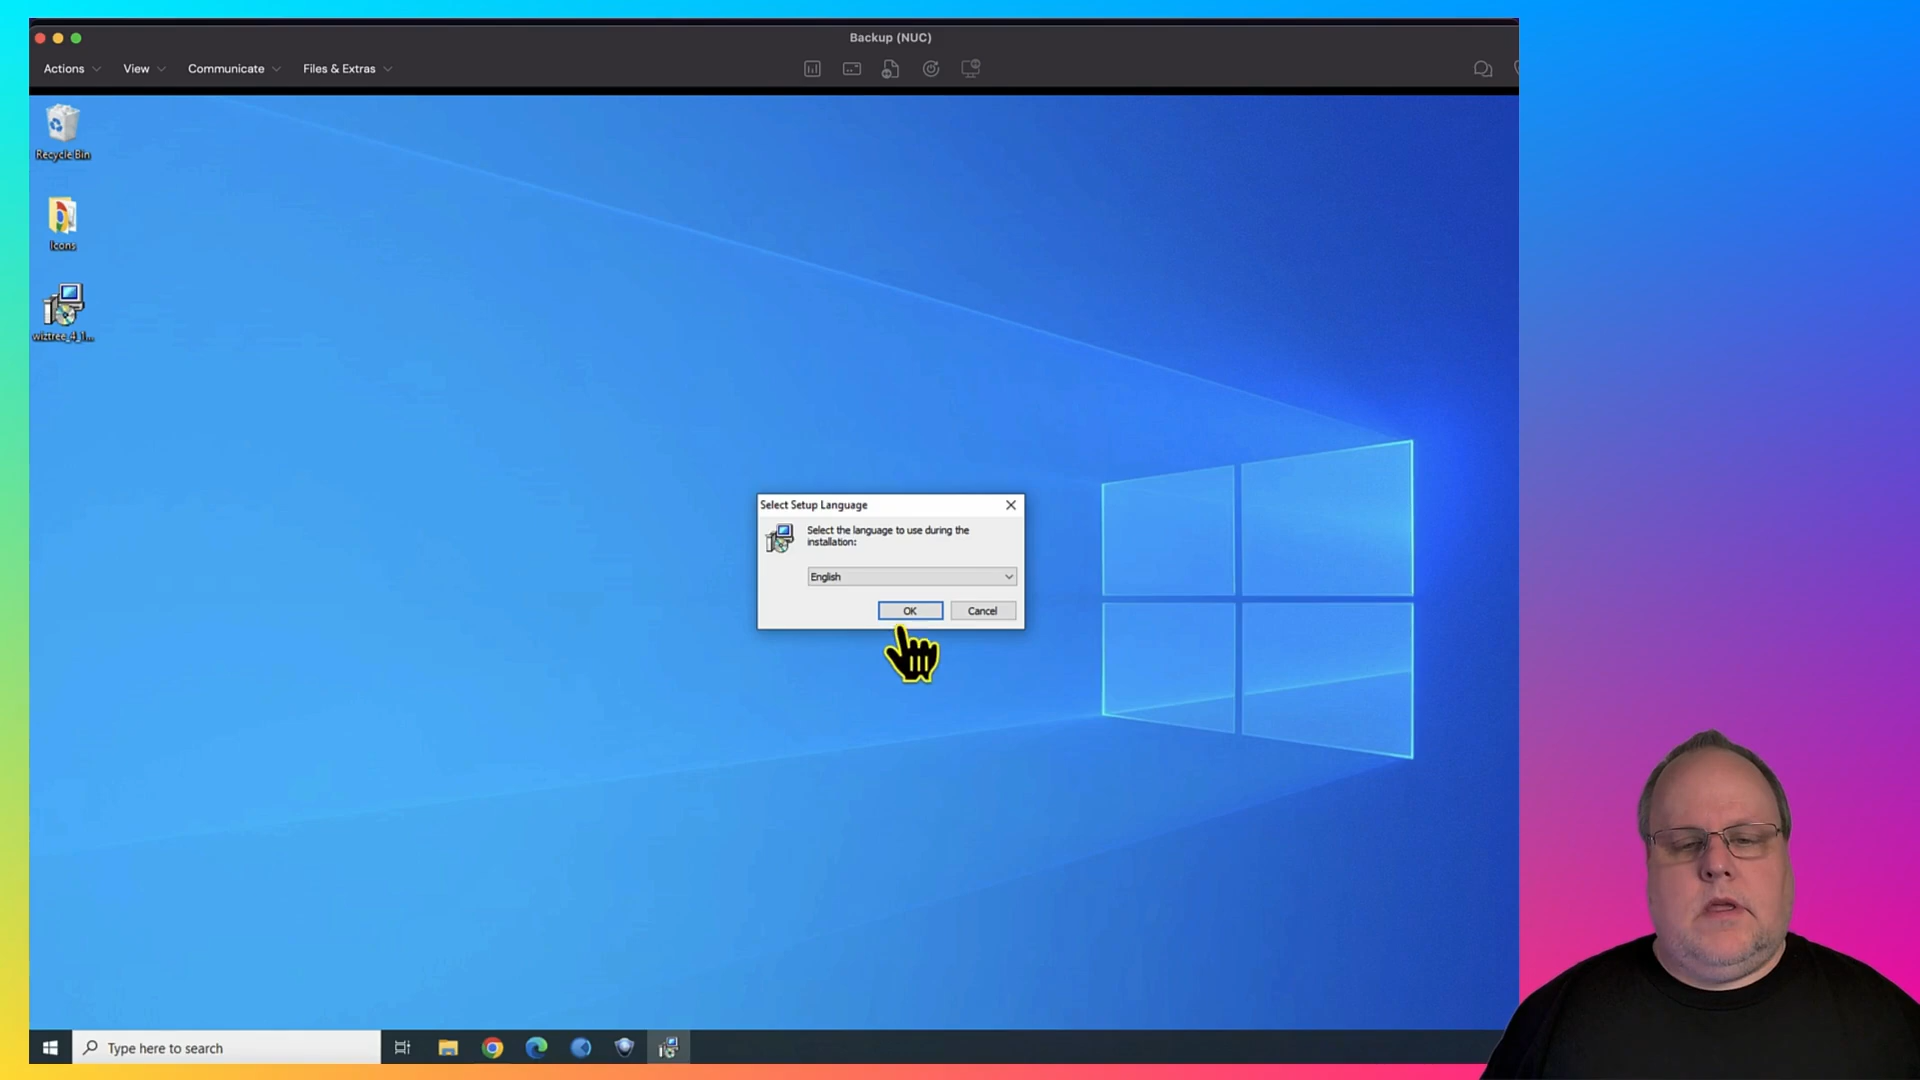 Backup (NUC)
Actions
View
Communicate
Files & Extras
Recycle Bin
Icons
wiztree_4_1...
Select Setup Language
Select the language to use during the
installation:
English
OK
Cancel
Type here to search